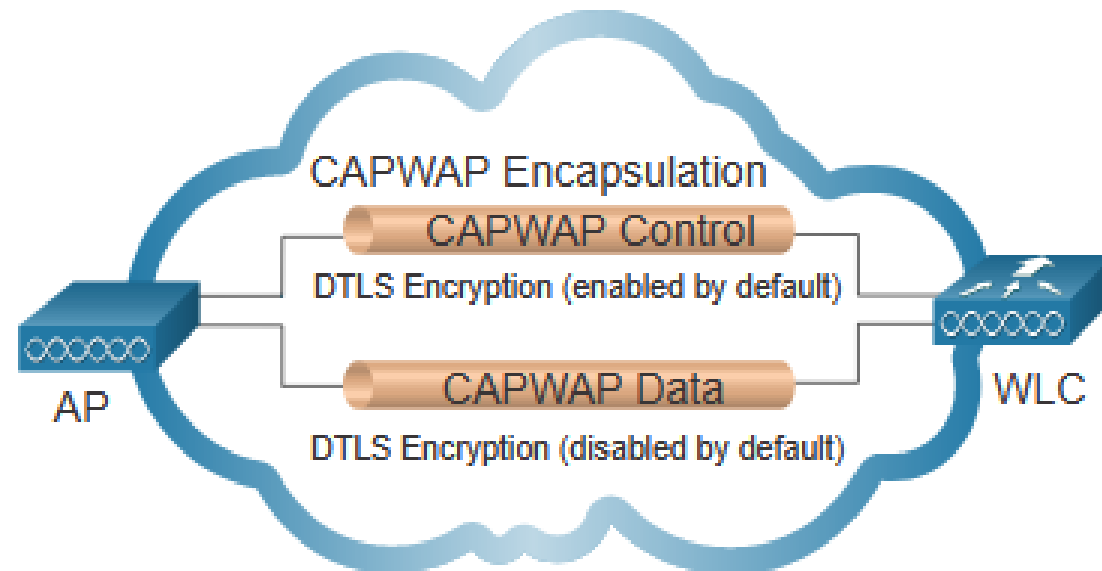 CAPWAP Encapsulation
CAPWAP Control
DTLS Encryption (enabled by default)
AP
CAPWAP Data
WLC
DTLS Encryption (disabled by default)